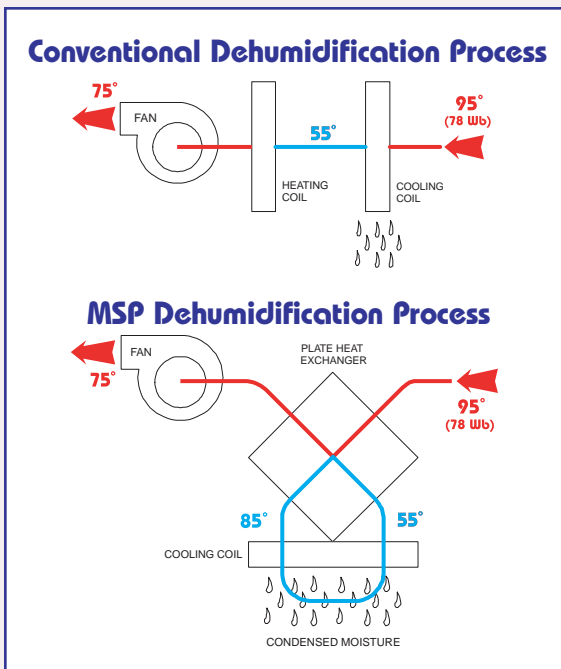 Conventional Dehumidification Process
75°
FAN
95°
(78 Wb)
55°
HEATING
COIL
COOLING
COIL
MSP Dehumidification Process
PLATE HEAT
EXCHANGER
FAN
75°
95°
(78 Wb)
85°
55°
COOLING COIL
CONDENSED MOISTURE